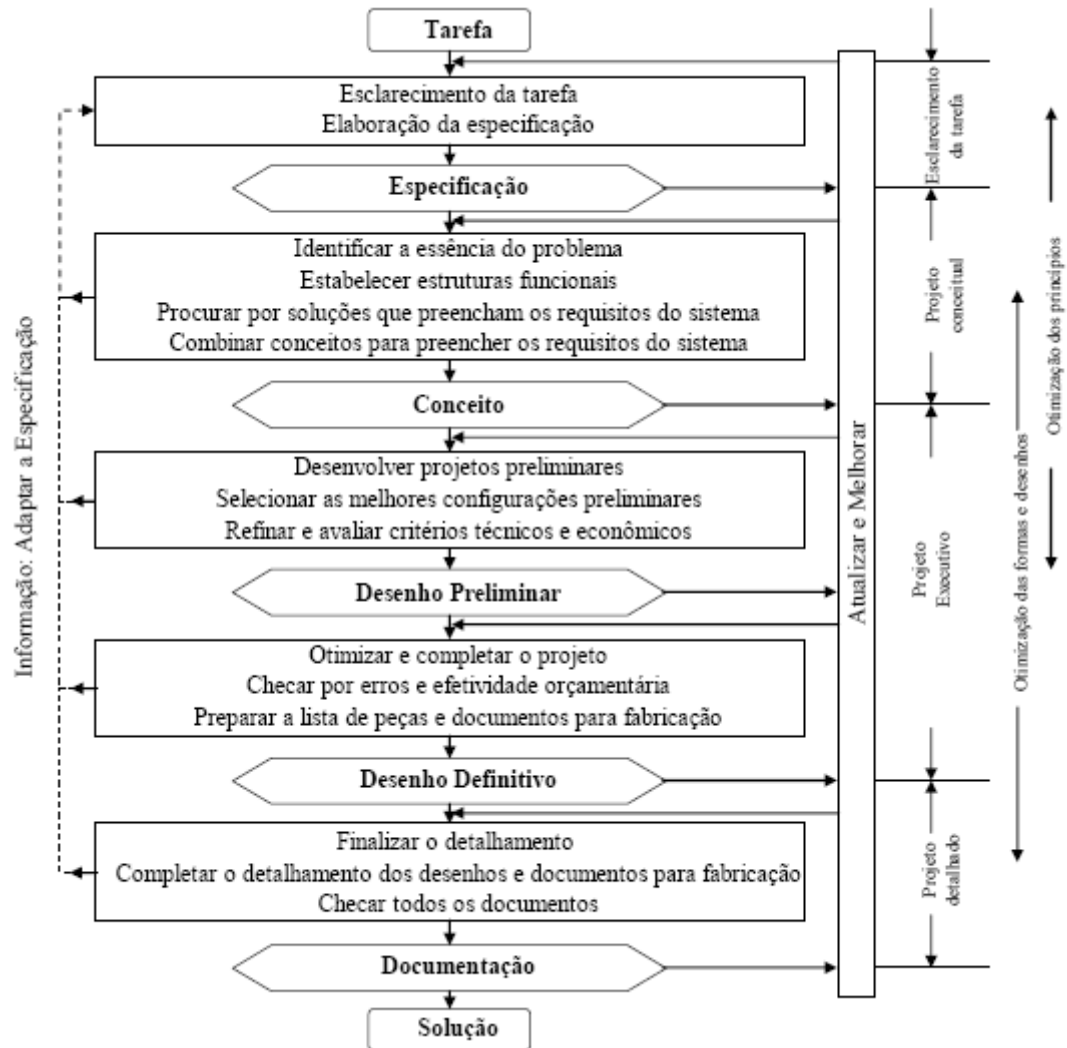 Tarefa
Esclarecimento da tarefa
Elaboração da especificação
Especificação
Identificar a essência do problema
Estabelecer estruturas funcionais
Procurar por soluções que preencham os requisitos do sistema
Combinar conceitos para preencher os requisitos do sistema
Conceito
Desenvolver projetos preliminares
Selecionar as melhores configurações preliminares
Refinar e avaliar critérios técnicos e econômicos
Desenho Preliminar
Otimizar e completar o projeto
Checar por erros e efetividade orçamentária
Preparar a lista de peças e documentos para fabricação
Desenho Definitivo
Finalizar o detalhamento
Completar o detalhamento dos desenhos e documentos para fabricação
Checar todos os documentos
Documentação
Solução
Informação: Adaptar a Especificação
Atualizar e Melhorar
Esclarecimento
da tarefa
Projeto
conceitual
Projeto
Executivo
Projeto
detalhado
Otimização das formas e desenhos
Otimização dos princípios